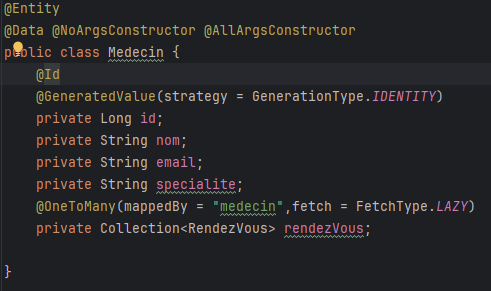 @Entity
@Data @NoArgsConstructor @AllArgsConstructor
public class Medecin {
    @Id
    @GeneratedValue(strategy = GenerationType.IDENTITY)
    private Long id;
    private String nom;
    private String email;
    private String specialite;
    @OneToMany(mappedBy = "medecin",fetch = FetchType.LAZY)
    private Collection<RendezVous> rendezVous;
}